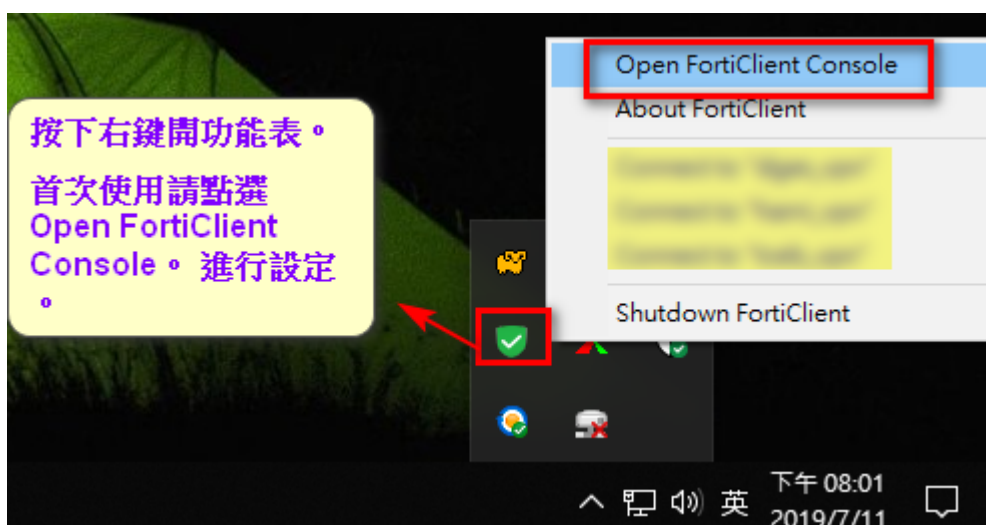 Open FortiClient Console
About FortiClient
Shutdown FortiClient
按下右鍵開功能表。
首次使用請點選
Open FortiClient
Console。 進行設定
。
英
下午 08:01
2019/7/11